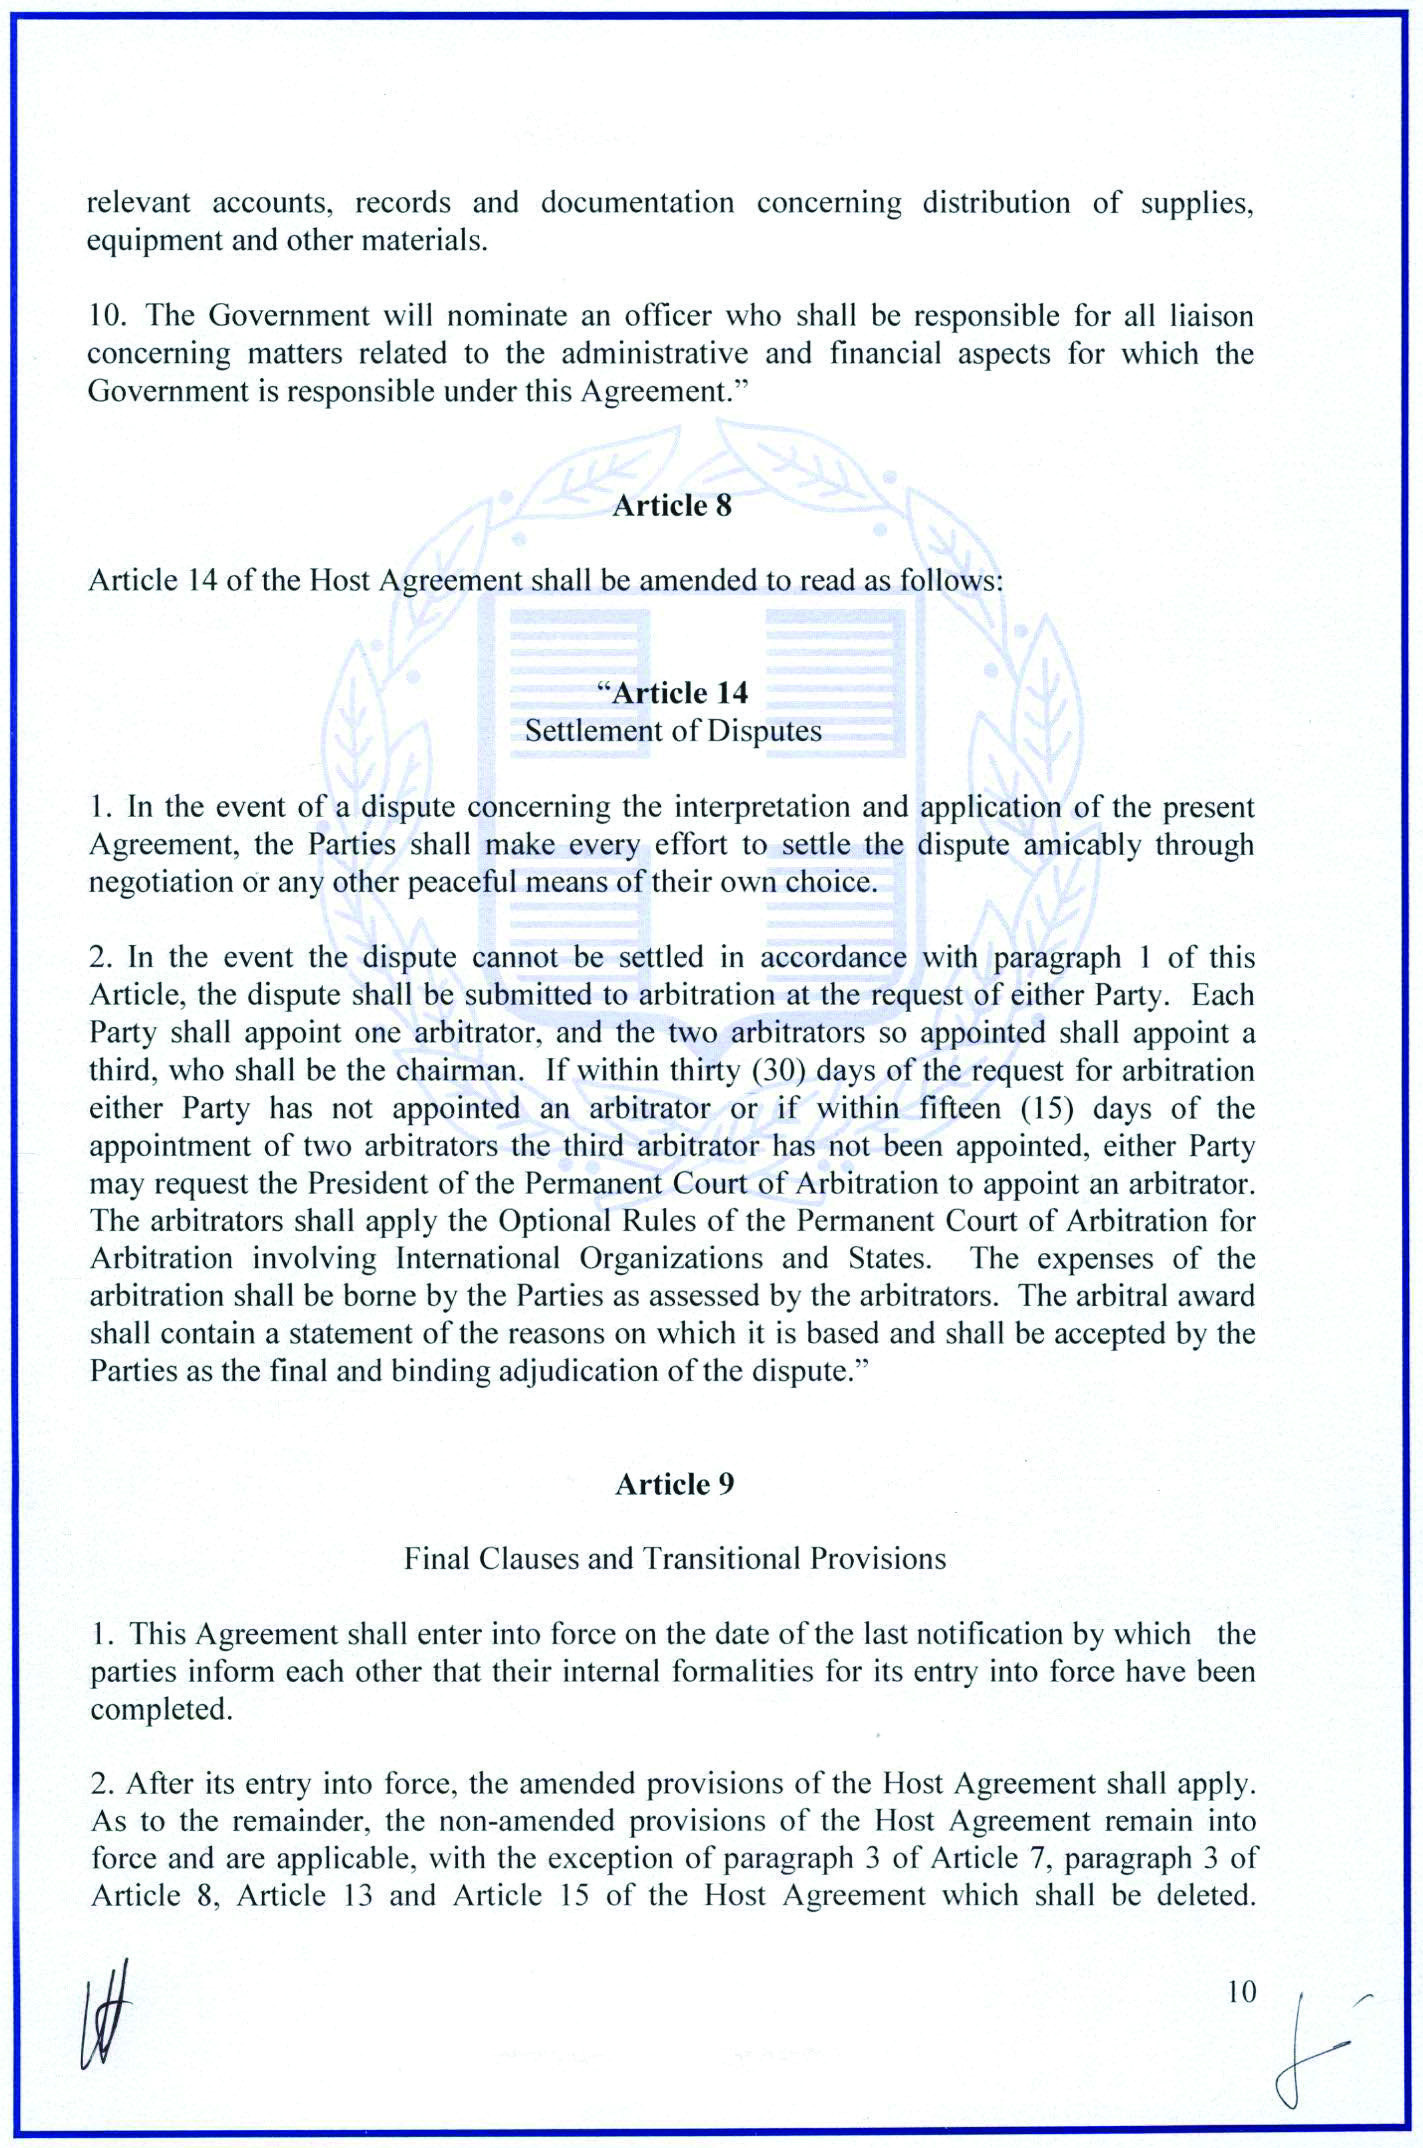 relevant accounts, records and documentation concerning distribution of supplies,
equipment and other materials.
10. The Government will nominate an officer who shall be responsible for all liaison
concerning matters related to the administrative and financial aspects for which the
Government is responsible under this Agreement.”
Article 8
Article 14 of the Host Agreement shall be amended to read as follows:
“Article 14
Settlement of Disputes
1. In the event of a dispute concerning the interpretation and application of the present
Agreement, the Parties shall make every effort to settle the dispute amicably through
negotiation or any other peaceful means of their own choice.
2. In the event the dispute cannot be settled in accordance with paragraph 1 of this
Article, the dispute shall be submitted to arbitration at the request of either Party. Each
Party shall appoint one arbitrator, and the two arbitrators so appointed shall appoint a
third, who shall be the chairman. If within thirty (30) days of the request for arbitration
either Party has not appointed an arbitrator or if within fifteen (15) days of the
appointment of two arbitrators the third arbitrator has not been appointed, either Party
may request the President of the Permanent Court of Arbitration to appoint an arbitrator.
The arbitrators shall apply the Optional Rules of the Permanent Court of Arbitration for
Arbitration involving International Organizations and States. The expenses of the
arbitration shall be borne by the Parties as assessed by the arbitrators. The arbitral award
shall contain a statement of the reasons on which it is based and shall be accepted by the
Parties as the final and binding adjudication of the dispute.”
Article 9
Final Clauses and Transitional Provisions
1. This Agreement shall enter into force on the date of the last notification by which the
parties inform each other that their internal formalities for its entry into force have been
completed.
2. After its entry into force, the amended provisions of the Host Agreement shall apply.
As to the remainder, the non-amended provisions of the Host Agreement remain into
force and are applicable, with the exception of paragraph 3 of Article 7, paragraph 3 of
Article 8, Article 13 and Article 15 of the Host Agreement which shall be deleted.
10